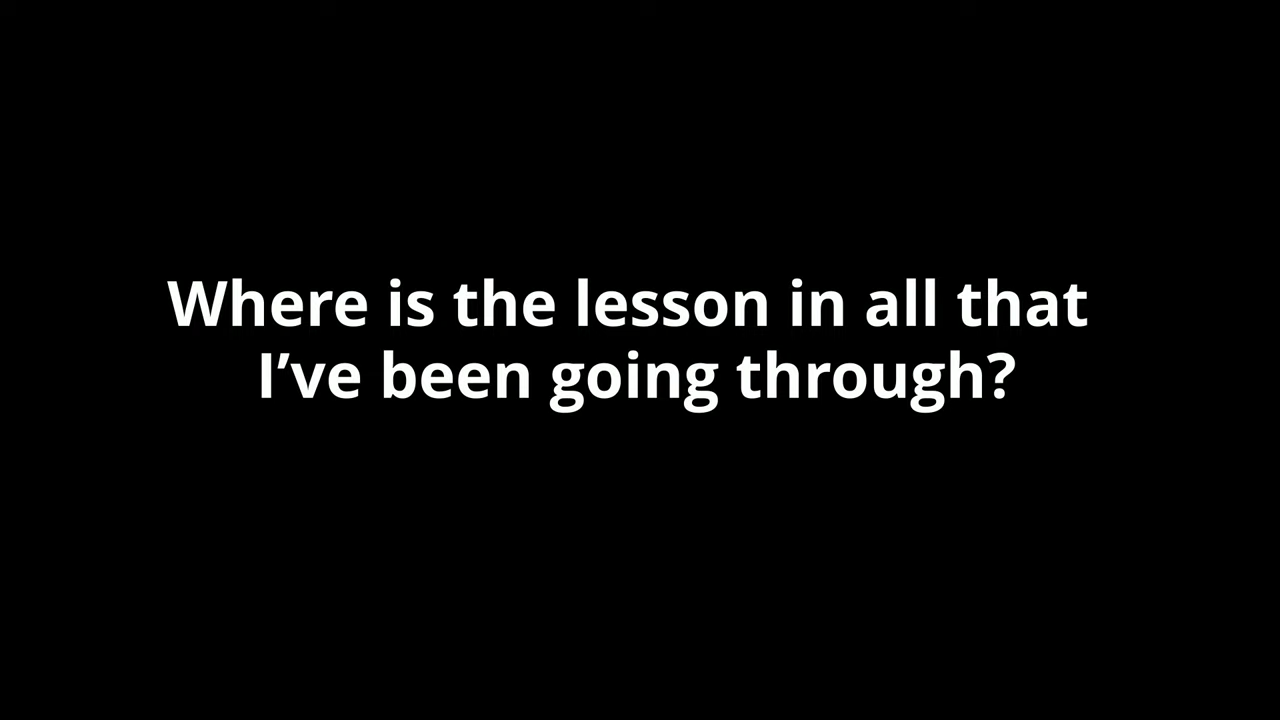 Where is the lesson in all that
I’ve been going through?